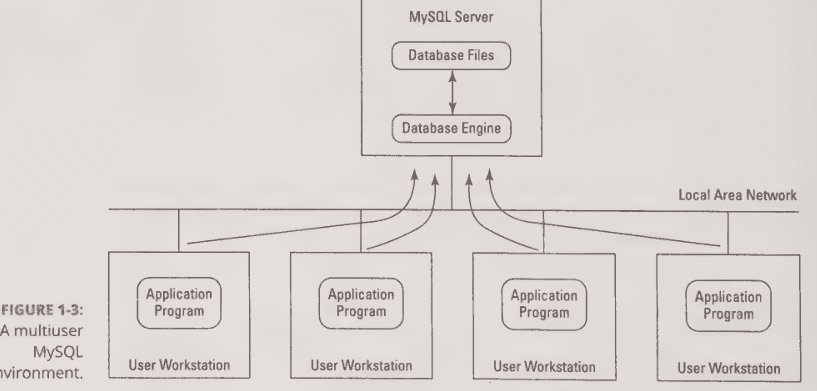 MySQL Server
Database Files
Database Engine
Local Area Network
Application
Program
User Workstation
Application
Program
User Workstation
Application
Program
User Workstation
Application
Program
User Workstation
FIGURE 1-3:
A multiuser
MySQL
nvironment.